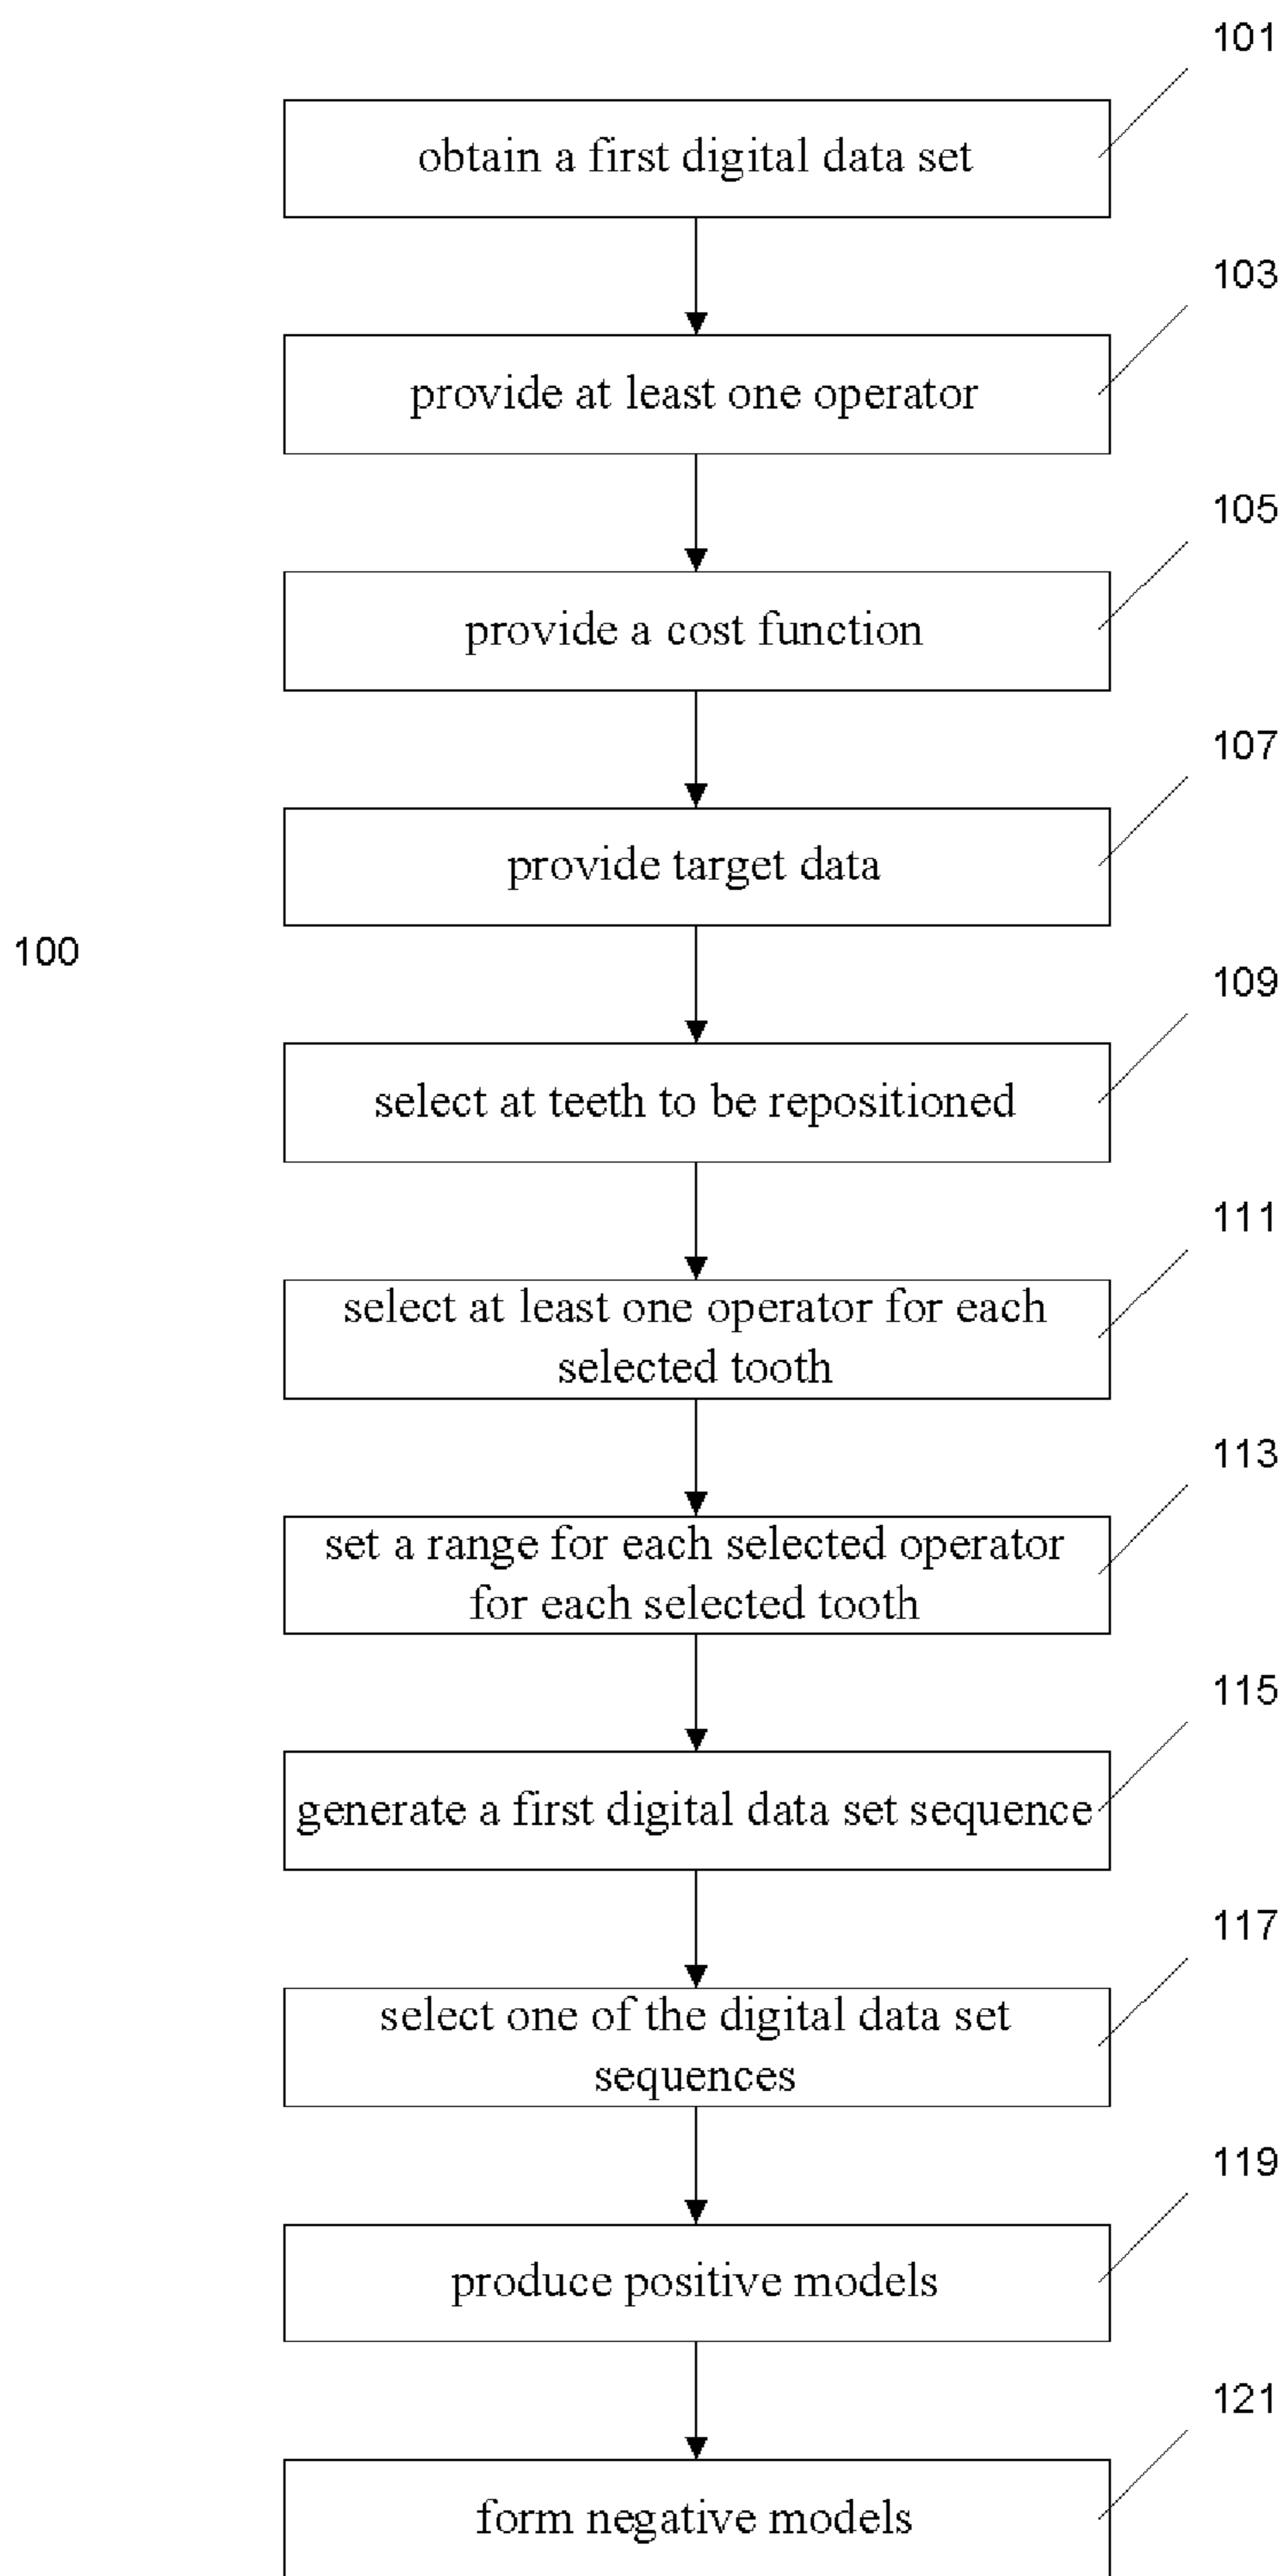 101
obtain a first digital data set
103
provide at least one operator
105
provide a cost function
107
provide target data
100
109
select at teeth to be repositioned
111
select at least one operator for each
selected tooth
113
set a range for each selected operator
for each selected tooth
115
generate a first digital data set sequence
117
select one of the digital data set
sequences
119
produce positive models
121
form negative models